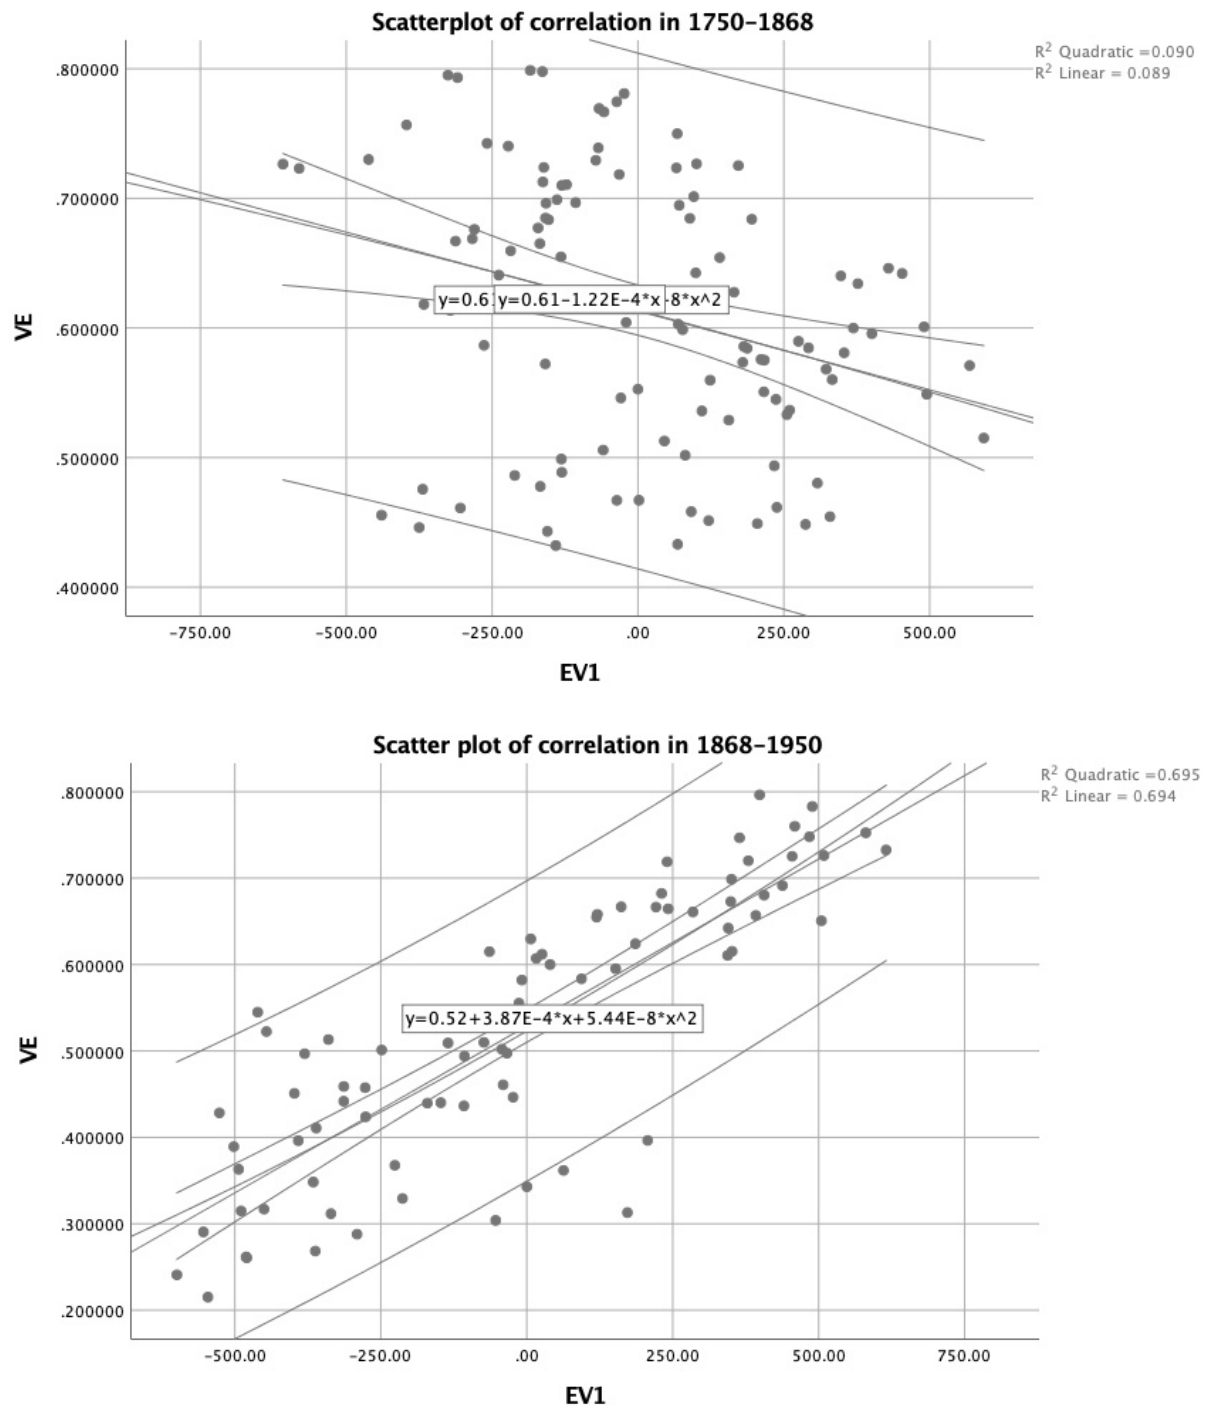 Scatterplot of correlation in 1750–1868
R² Quadratic =0.090
R² Linear = 0.089
.800000
.700000
y=0.61 y=0.61–1.22E–4*x –8*x^2
.600000
VE
.500000
.400000
–750.00 –500.00 –250.00 .00 250.00 500.00
EV1
Scatter plot of correlation in 1868–1950
R² Quadratic =0.695
R² Linear = 0.694
.800000
.700000
.600000
y=0.52+3.87E–4*x+5.44E–8*x^2
VE
.500000
.400000
.300000
.200000
–500.00 –250.00 .00 250.00 500.00 750.00
EV1